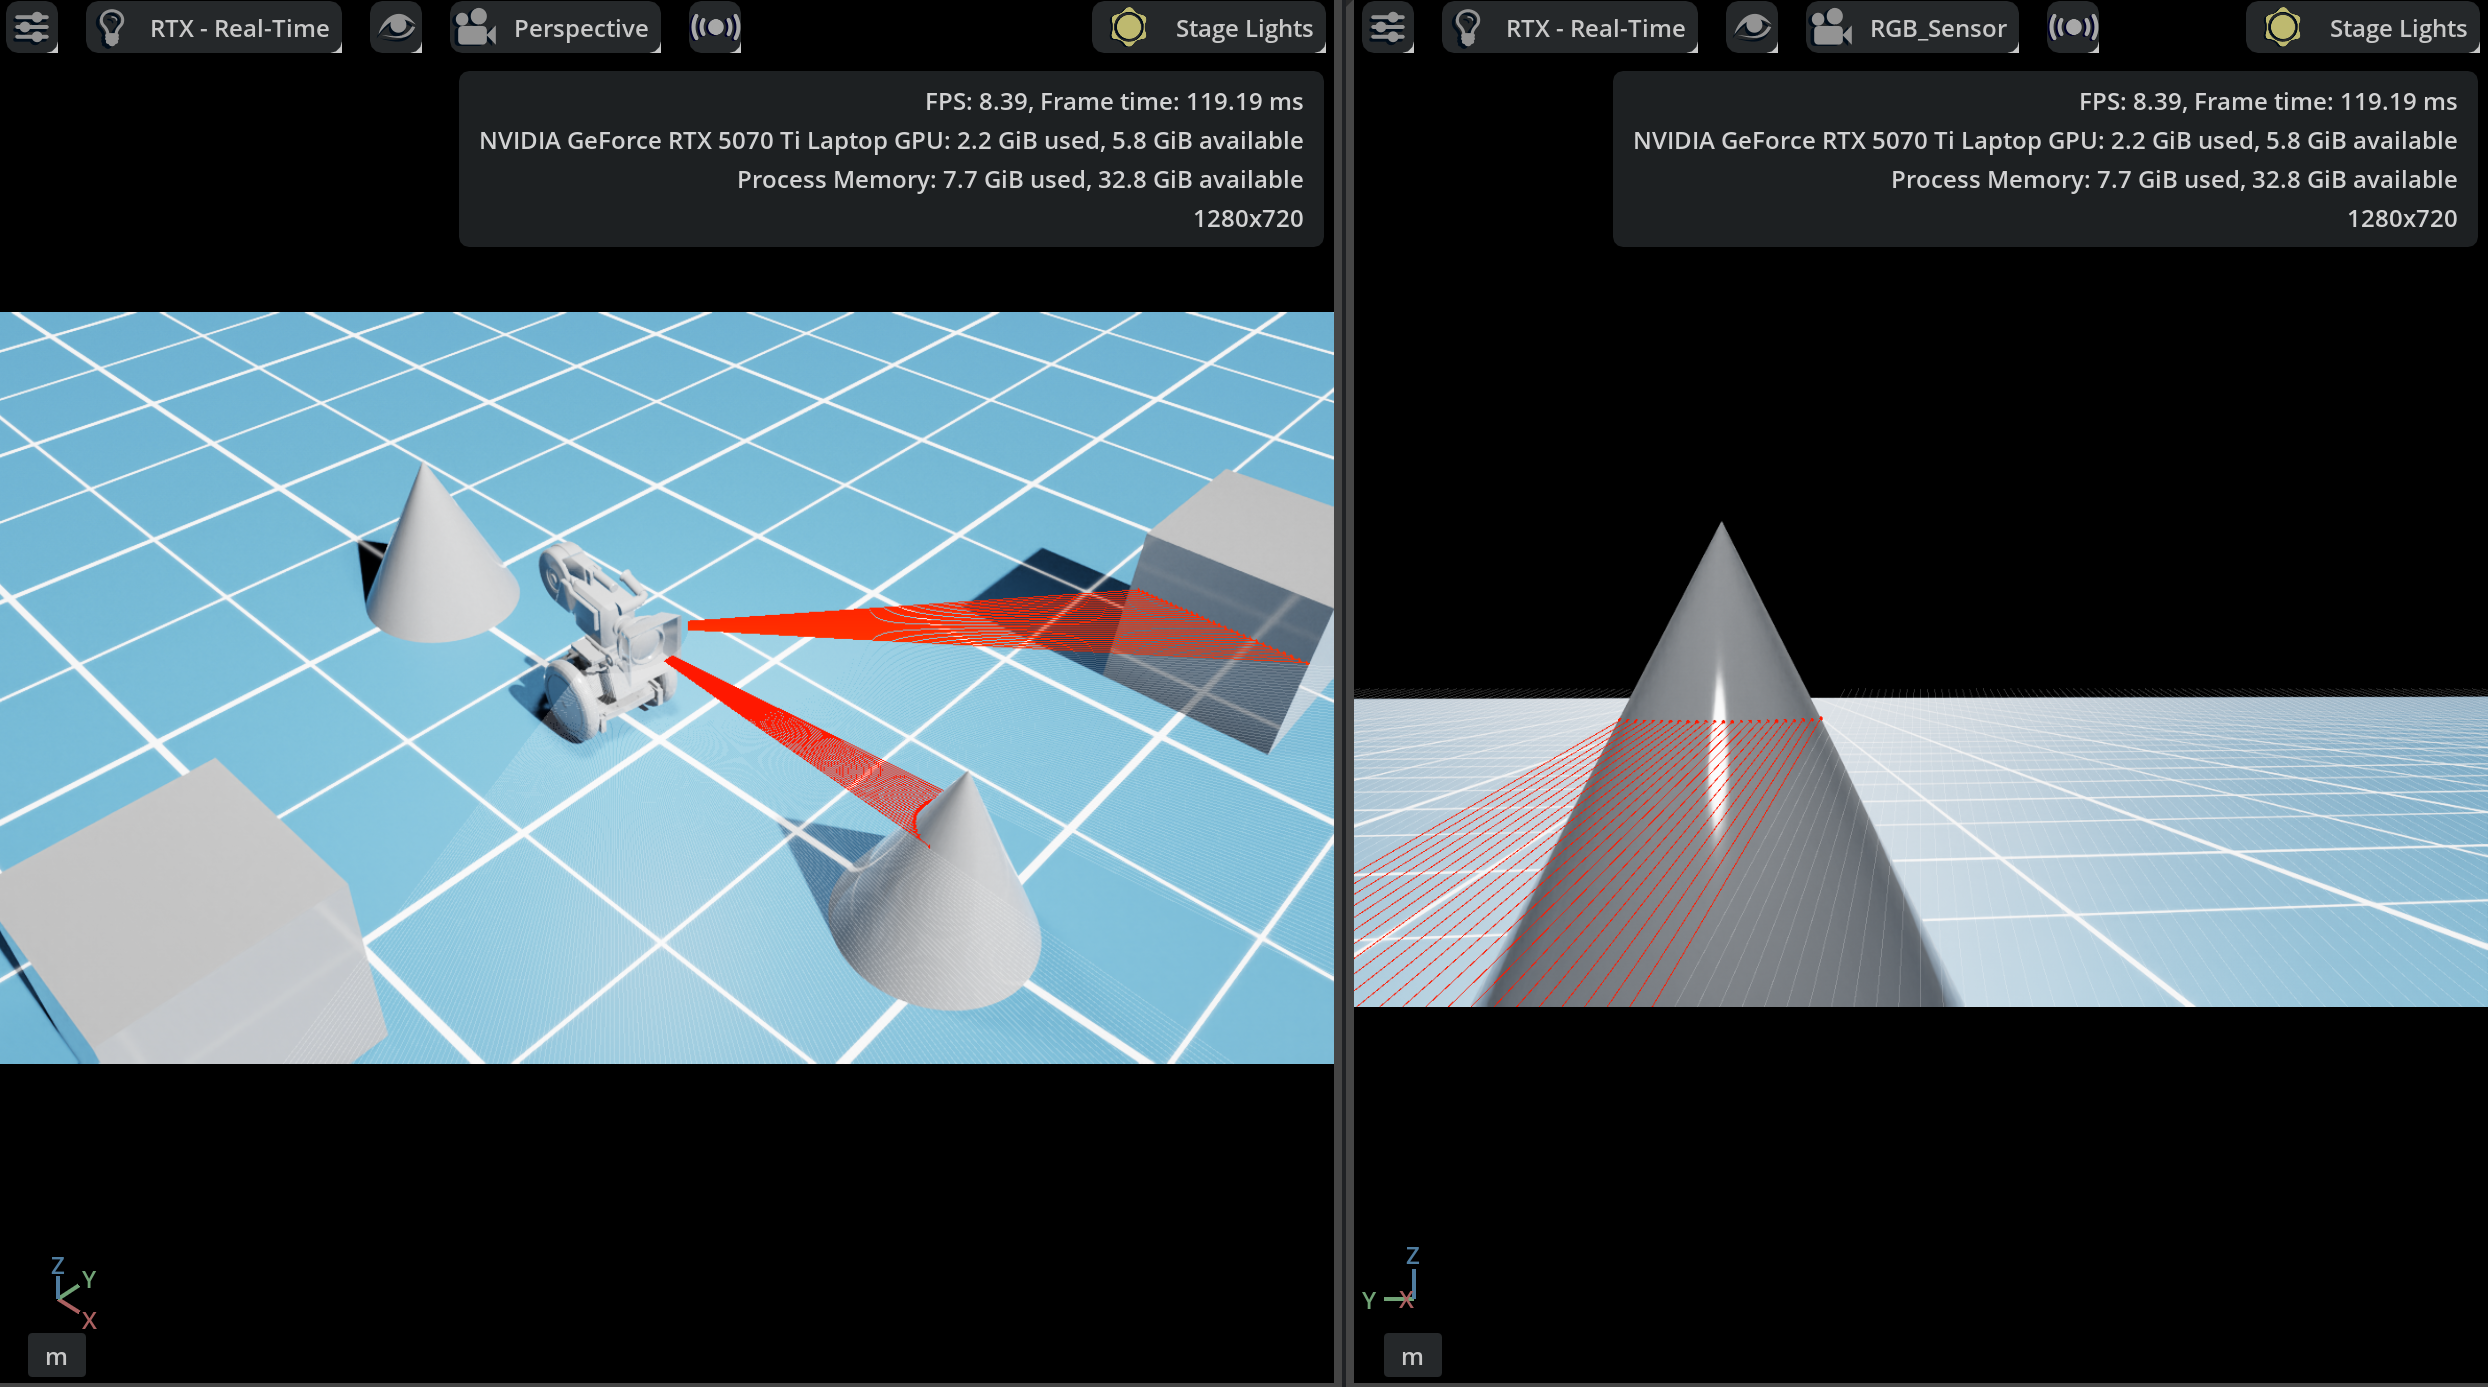 RTX - Real-Time Perspective Stage Lights
FPS: 8.39, Frame time: 119.19 ms
NVIDIA GeForce RTX 5070 Ti Laptop GPU: 2.2 GiB used, 5.8 GiB available
Process Memory: 7.7 GiB used, 32.8 GiB available
1280x720
Z
Y
X
m
RTX - Real-Time RGB_Sensor Stage Lights
FPS: 8.39, Frame time: 119.19 ms
NVIDIA GeForce RTX 5070 Ti Laptop GPU: 2.2 GiB used, 5.8 GiB available
Process Memory: 7.7 GiB used, 32.8 GiB available
1280x720
Z
Y X
m